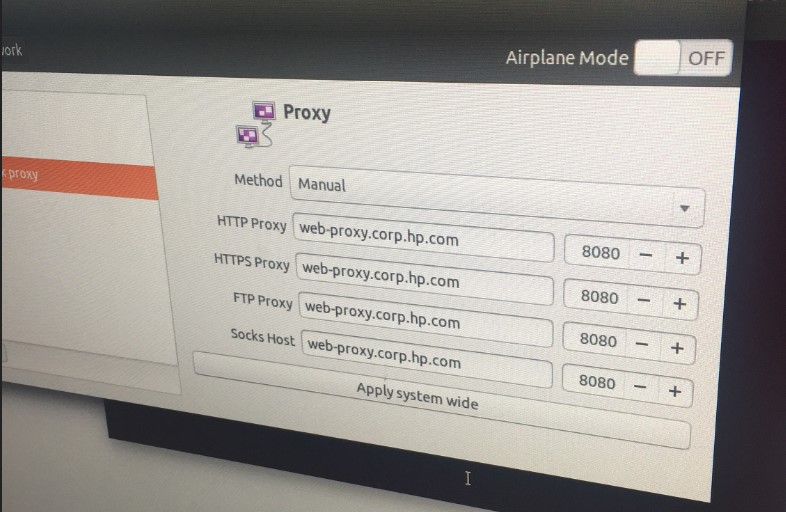 Airplane Mode OFF
Proxy
proxy
Method Manual
HTTP Proxy web-proxy.corp.hp.com 8080 − +
HTTPS Proxy web-proxy.corp.hp.com 8080 − +
FTP Proxy web-proxy.corp.hp.com 8080 − +
Socks Host web-proxy.corp.hp.com 8080 − +
Apply system wide